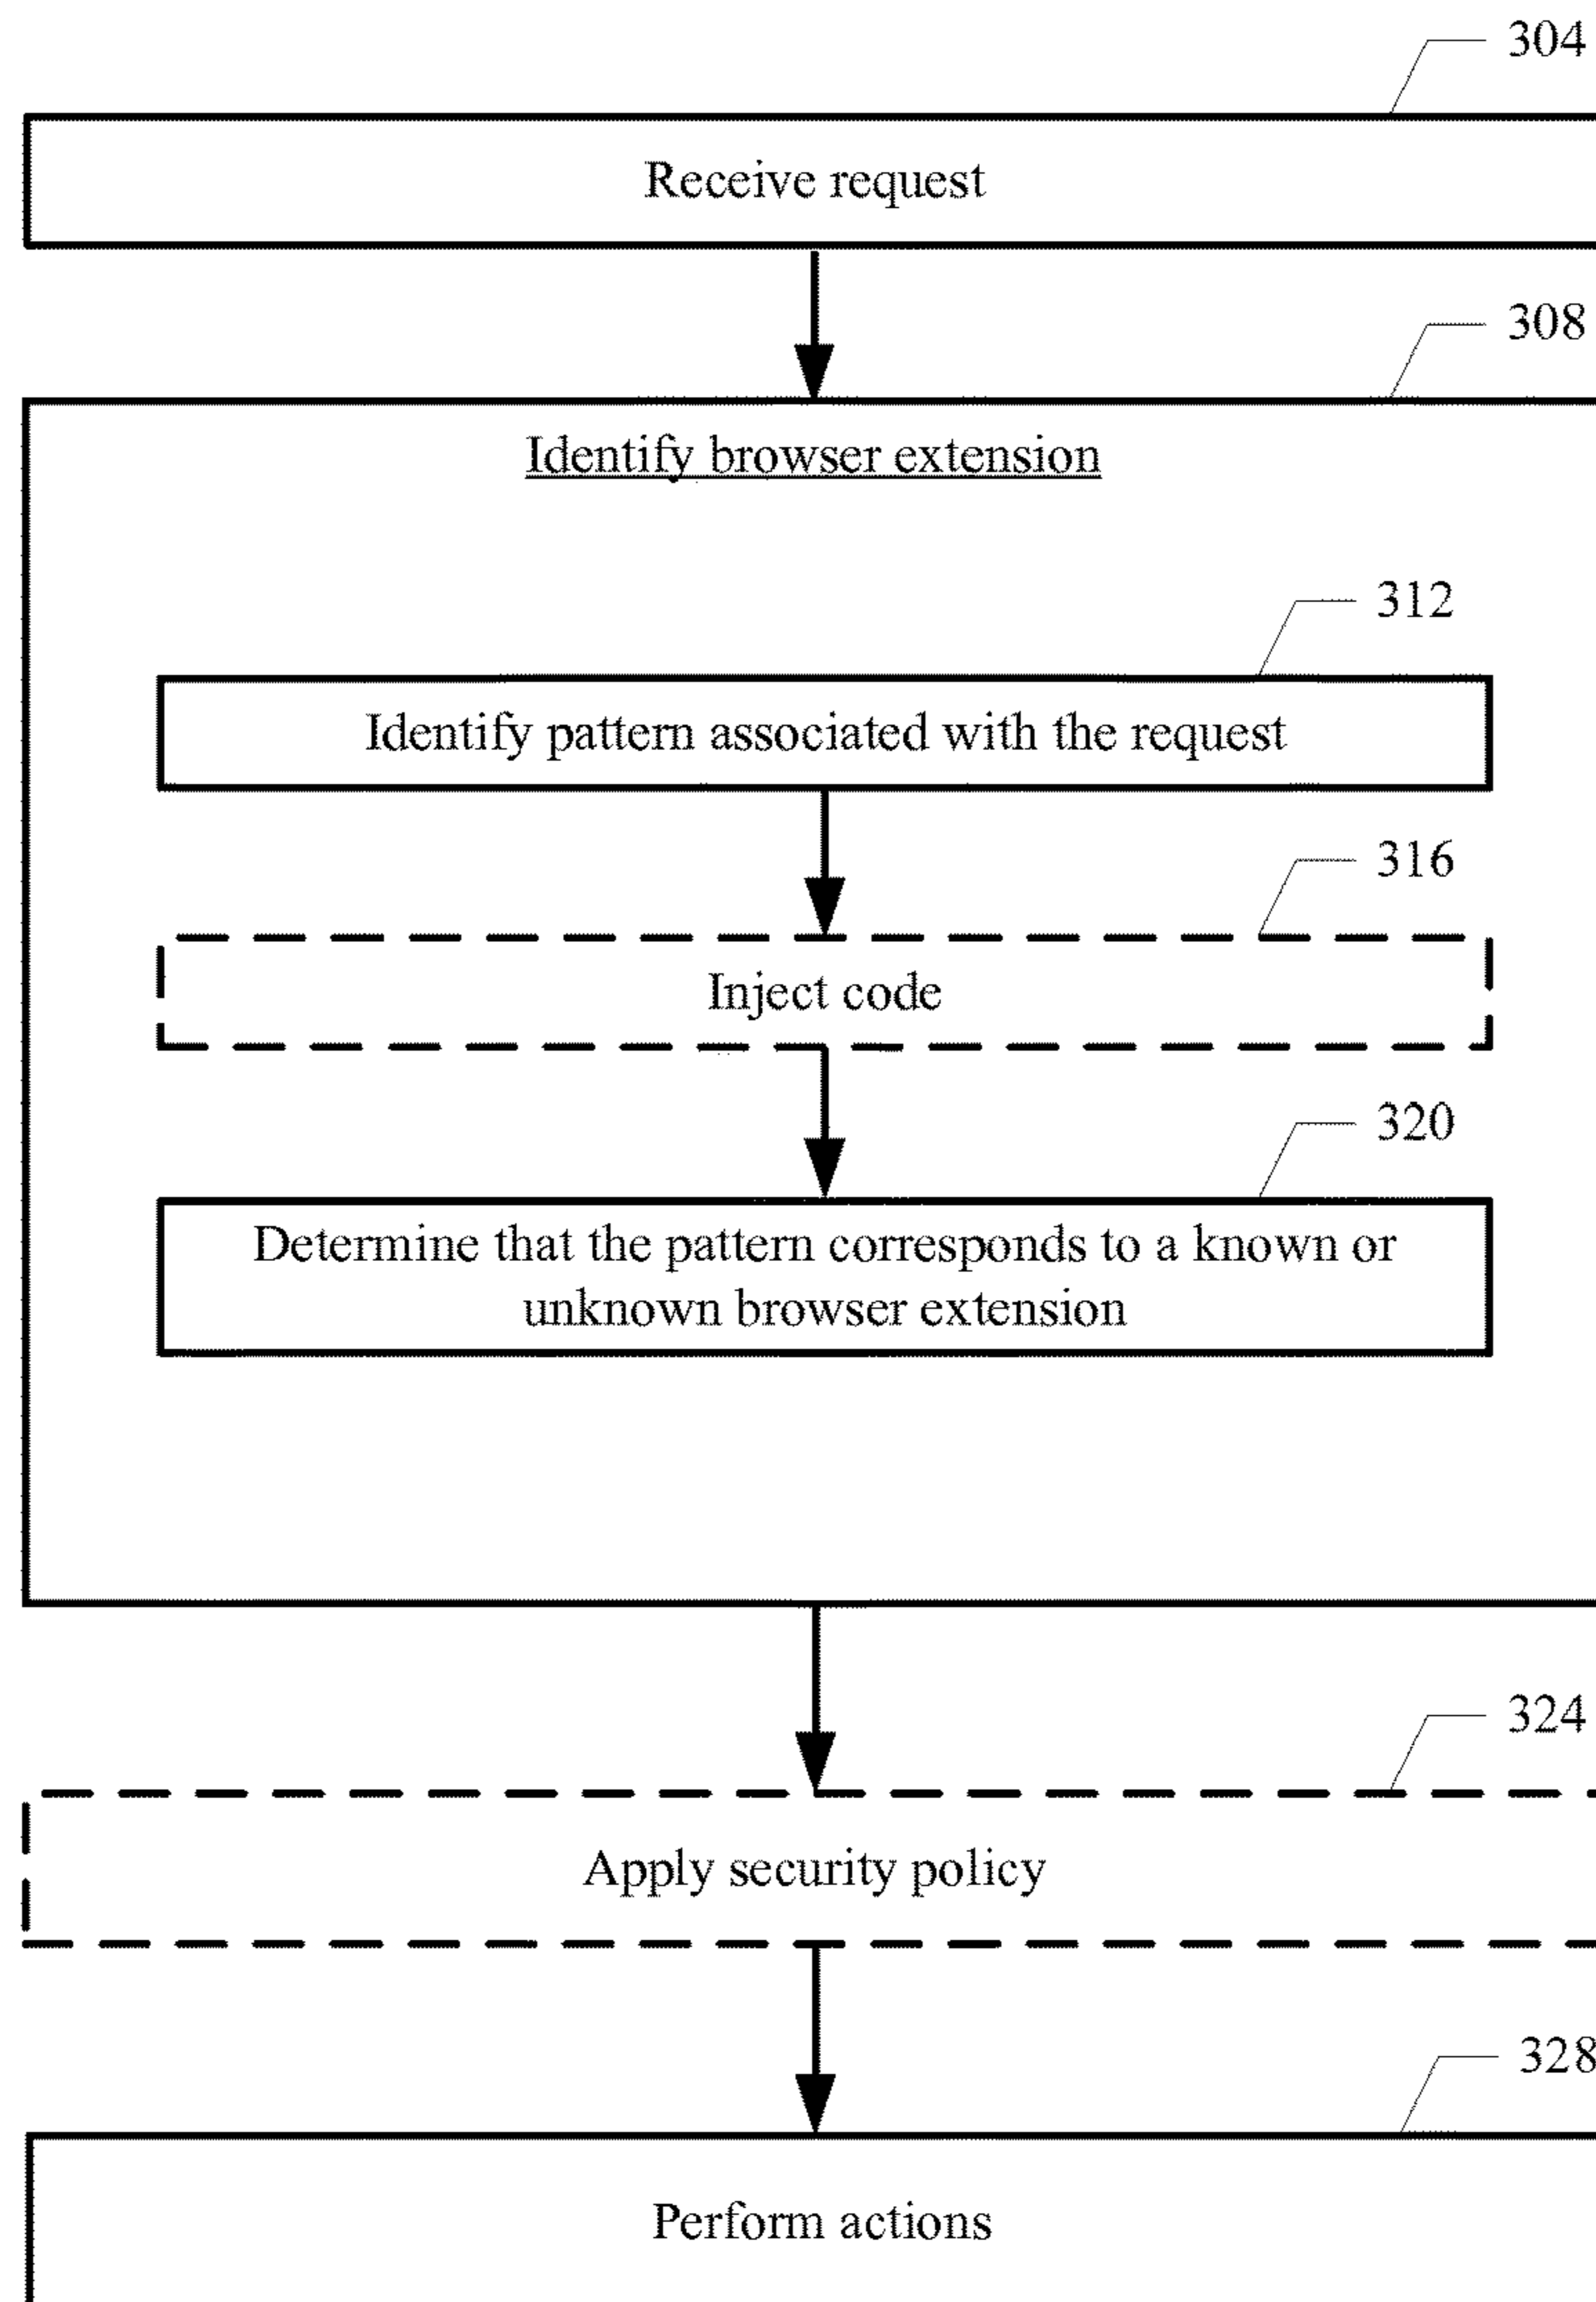 304
Receive request
308
Identify browser extension
312
Identify pattern associated with the request
316
Inject code
320
Determine that the pattern corresponds to a known or
unknown browser extension
324
Apply security policy
328
Perform actions